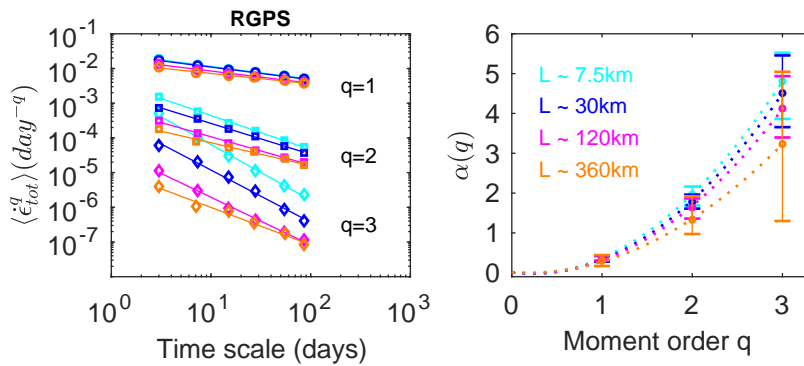 RGPS
10^-1
10^-2
10^-3
10^-4
10^-5
10^-6
10^-7
⟨ϵ̇^q_tot⟩(day^−q)
q=1
q=2
q=3
10^0 10^1 10^2 10^3
Time scale (days)
6
5
4
3
2
1
0
α(q)
L ~ 7.5km
L ~ 30km
L ~ 120km
L ~ 360km
0 1 2 3
Moment order q